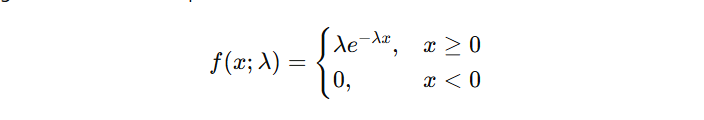 f(x; λ) = { λe^{-λx}, x ≥ 0
0, x < 0